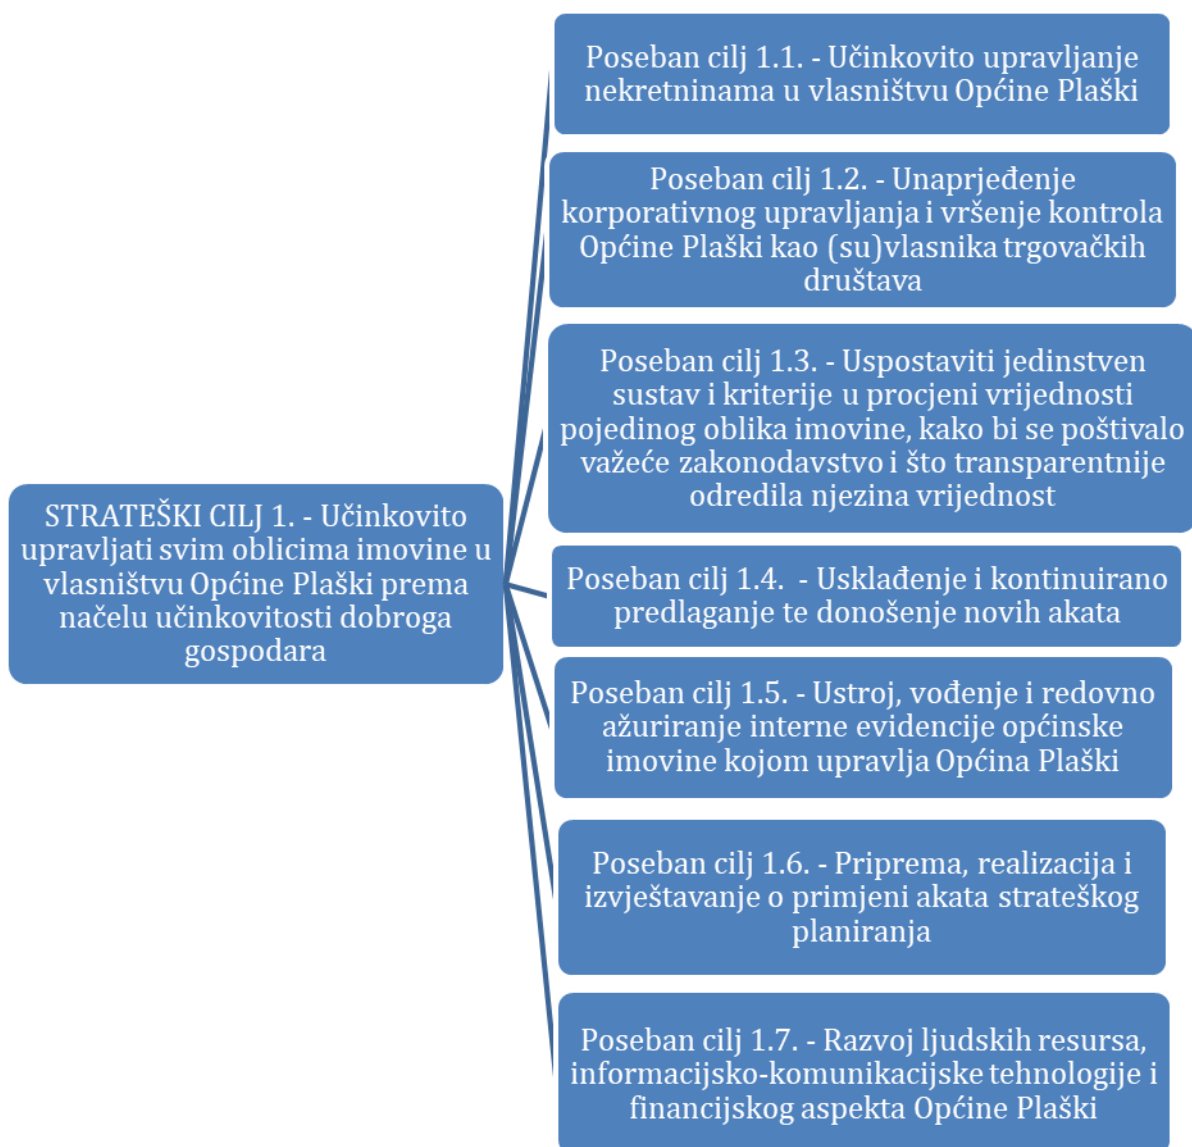 STRATEŠKI CILJ 1. - Učinkovito
upravljati svim oblicima imovine u
vlasništvu Općine Plaški prema
načelu učinkovitosti dobroga
gospodara
Poseban cilj 1.1. - Učinkovito upravljanje
nekretninama u vlasništvu Općine Plaški
Poseban cilj 1.2. - Unaprjeđenje
korporativnog upravljanja i vršenje kontrola
Općine Plaški kao (su)vlasnika trgovačkih
društava
Poseban cilj 1.3. - Uspostaviti jedinstven
sustav i kriterije u procjeni vrijednosti
pojedinog oblika imovine, kako bi se poštivalo
važeće zakonodavstvo i što transparentnije
odredila njezina vrijednost
Poseban cilj 1.4. - Usklađenje i kontinuirano
predlaganje te donošenje novih akata
Poseban cilj 1.5. - Ustroj, vođenje i redovno
ažuriranje interne evidencije općinske
imovine kojom upravlja Općina Plaški
Poseban cilj 1.6. - Priprema, realizacija i
izvještavanje o primjeni akata strateškog
planiranja
Poseban cilj 1.7. - Razvoj ljudskih resursa,
informacijsko-komunikacijske tehnologije i
financijskog aspekta Općine Plaški